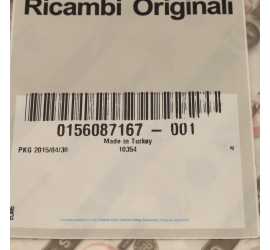 Ricambi Originali
0156087167 - 001
Made in Turkey
PKG 2015/04/30 10354